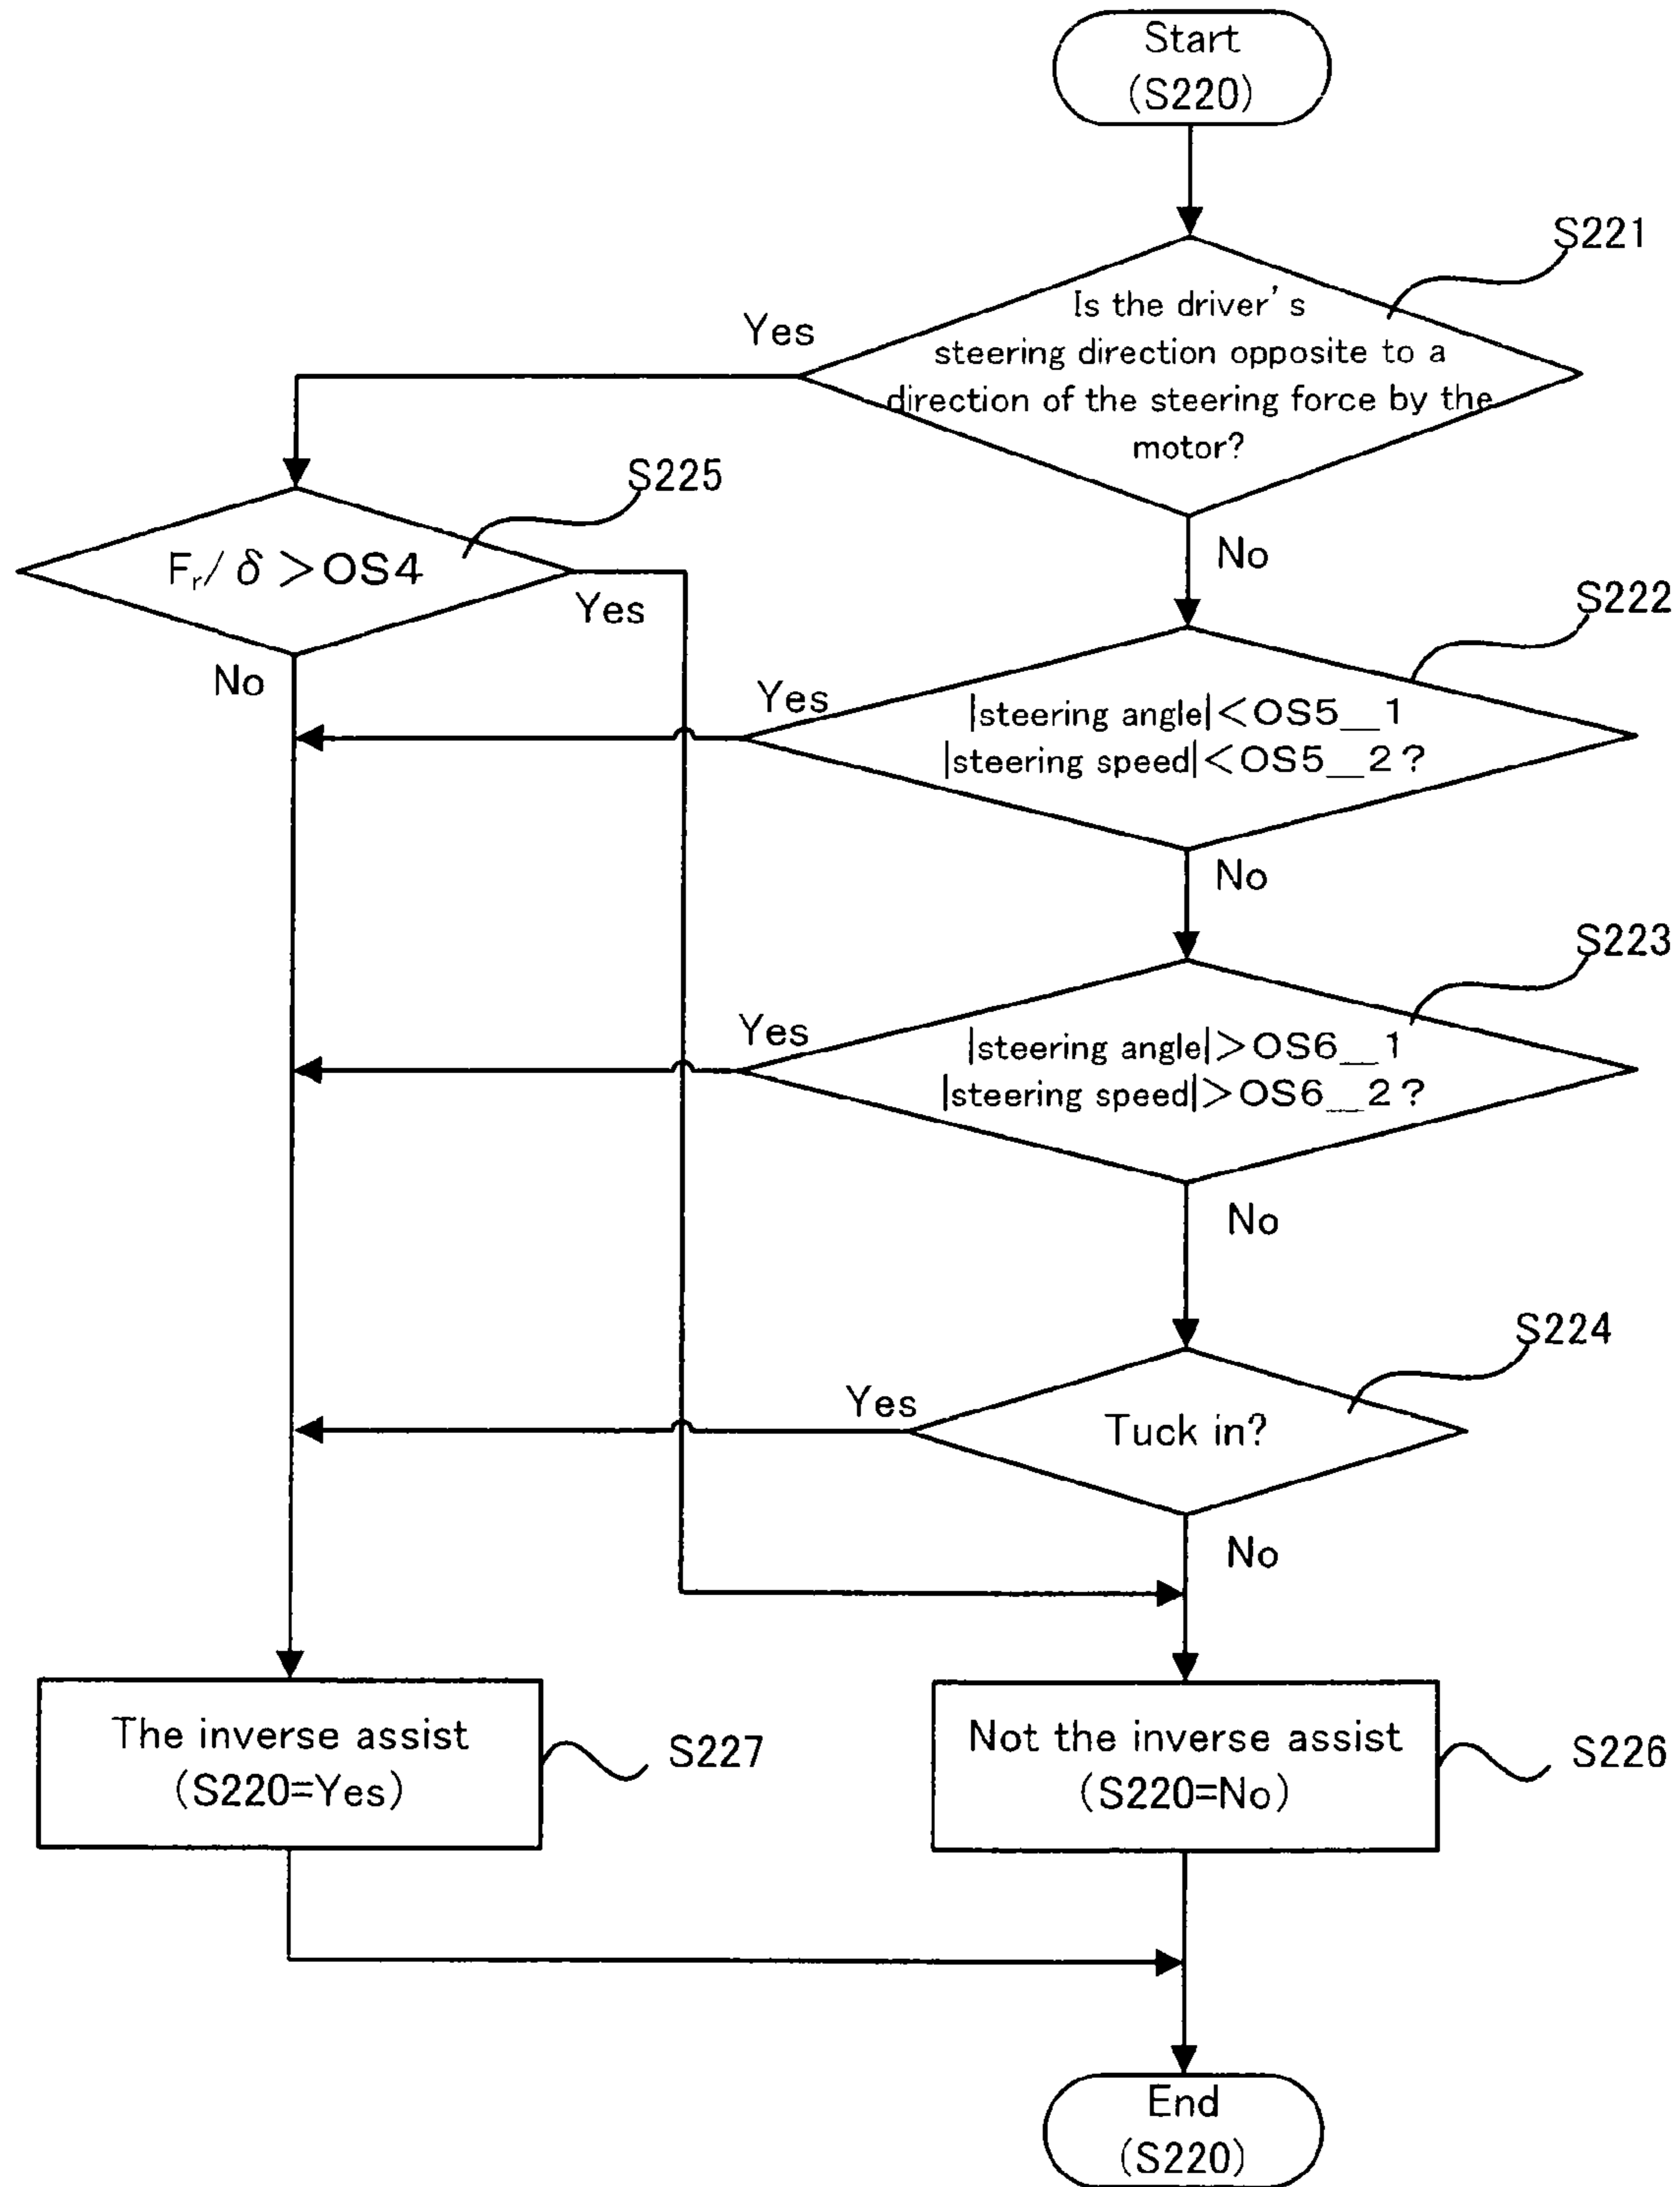 Start
(S220)
S221
Is the driver's
steering direction opposite to a
direction of the steering force by the
motor?
Yes
No
S225
Fr/δ>OS4
Yes
No
S222
|steering angle|<OS5_1
|steering speed|<OS5_2?
Yes
No
S223
|steering angle|>OS6_1
|steering speed|>OS6_2?
Yes
No
S224
Tuck in?
Yes
No
The inverse assist
(S220=Yes)
S227
Not the inverse assist
(S220=No)
S226
End
(S220)